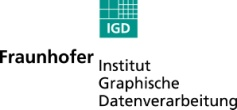 IGD
Fraunhofer
Institut
Graphische
Datenverarbeitung